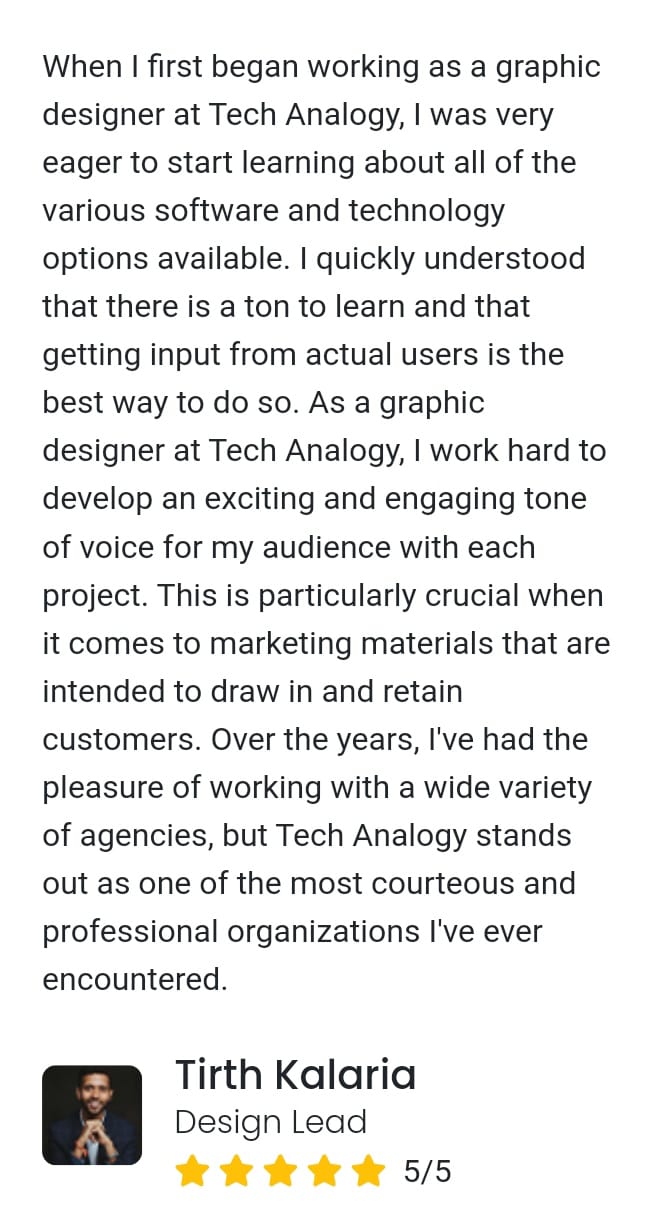 When I first began working as a graphic
designer at Tech Analogy, I was very
eager to start learning about all of the
various software and technology
options available. I quickly understood
that there is a ton to learn and that
getting input from actual users is the
best way to do so. As a graphic
designer at Tech Analogy, I work hard to
develop an exciting and engaging tone
of voice for my audience with each
project. This is particularly crucial when
it comes to marketing materials that are
intended to draw in and retain
customers. Over the years, I've had the
pleasure of working with a wide variety
of agencies, but Tech Analogy stands
out as one of the most courteous and
professional organizations I've ever
encountered.
Tirth Kalaria
Design Lead
5/5